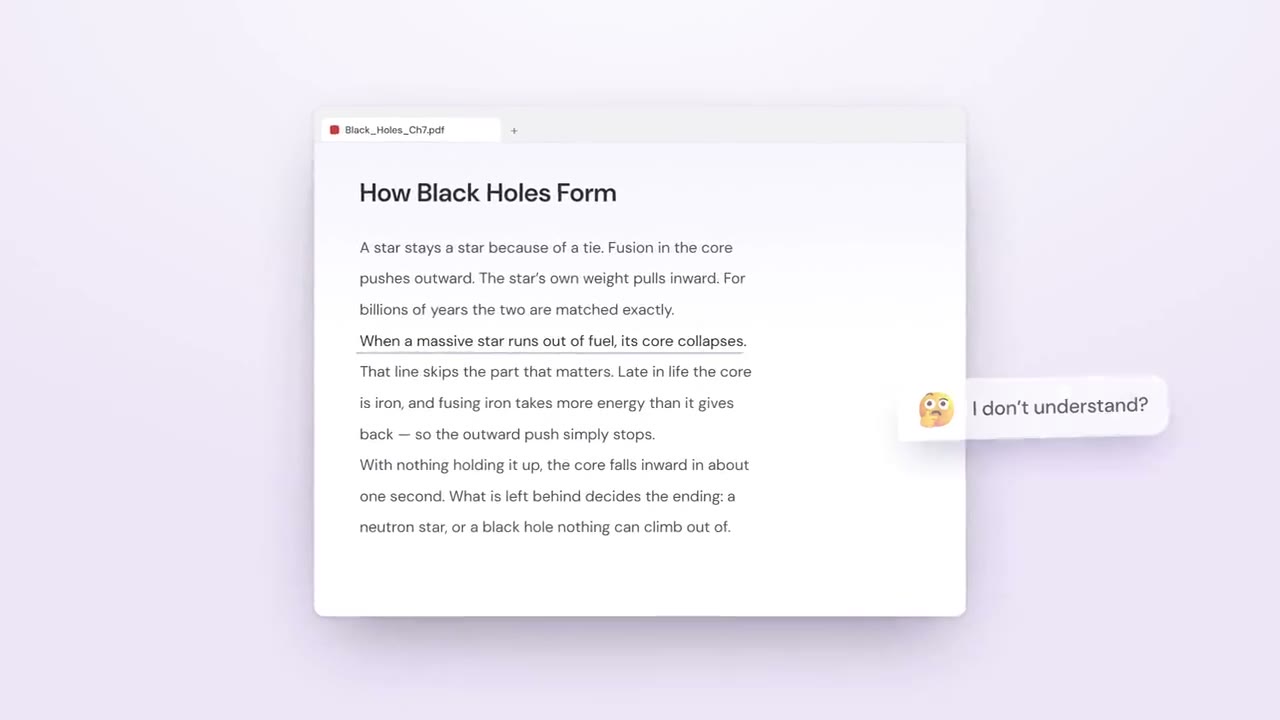 Black_Holes_Ch7.pdf +
How Black Holes Form
A star stays a star because of a tie. Fusion in the core
pushes outward. The star’s own weight pulls inward. For
billions of years the two are matched exactly.
When a massive star runs out of fuel, its core collapses.
That line skips the part that matters. Late in life the core
is iron, and fusing iron takes more energy than it gives
back — so the outward push simply stops.
With nothing holding it up, the core falls inward in about
one second. What is left behind decides the ending: a
neutron star, or a black hole nothing can climb out of.
I don’t understand?